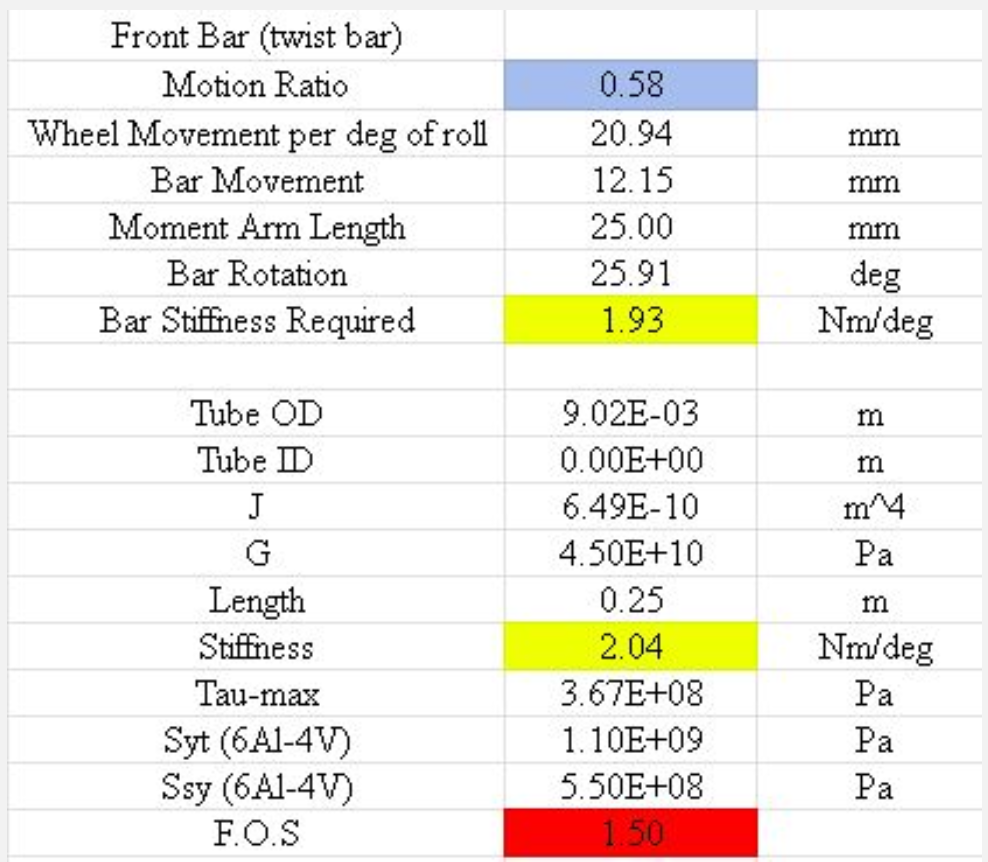 Front Bar (twist bar)
Motion Ratio 0.58
Wheel Movement per deg of roll 20.94 mm
Bar Movement 12.15 mm
Moment Arm Length 25.00 mm
Bar Rotation 25.91 deg
Bar Stiffness Required 1.93 Nm/deg
Tube OD 9.02E-03 m
Tube ID 0.00E+00 m
J 6.49E-10 m^4
G 4.50E+10 Pa
Length 0.25 m
Stiffness 2.04 Nm/deg
Tau-max 3.67E+08 Pa
Syt (6Al-4V) 1.10E+09 Pa
Ssy (6Al-4V) 5.50E+08 Pa
F.O.S 1.50